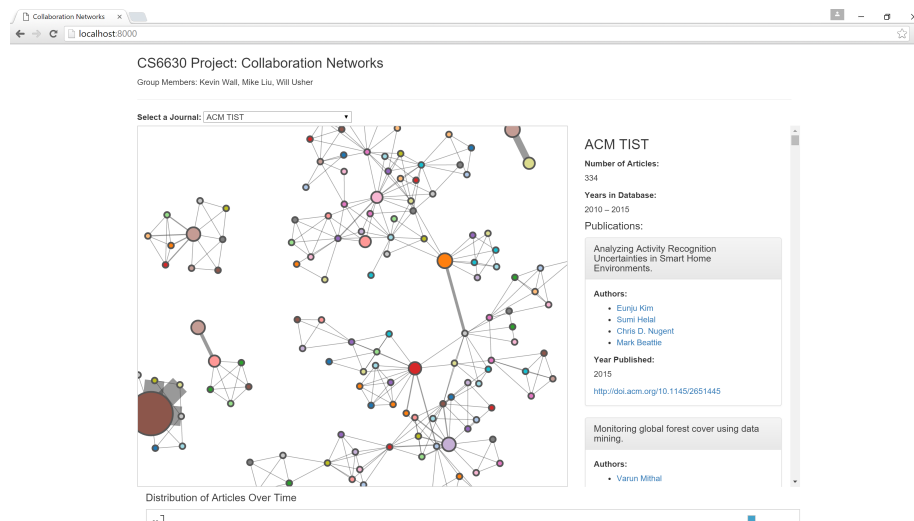 Collaboration Networks
localhost:8000
CS6630 Project: Collaboration Networks
Group Members: Kevin Wall, Mike Liu, Will Usher
Select a Journal: ACM TIST
ACM TIST
Number of Articles:
334
Years in Database:
2010 – 2015
Publications:
Analyzing Activity Recognition
Uncertainties in Smart Home
Environments.
Authors:
Eunju Kim
Sumi Helal
Chris D. Nugent
Mark Beattie
Year Published:
2015
http://doi.acm.org/10.1145/2651445
Monitoring global forest cover using data
mining.
Authors:
Varun Mithal
Distribution of Articles Over Time